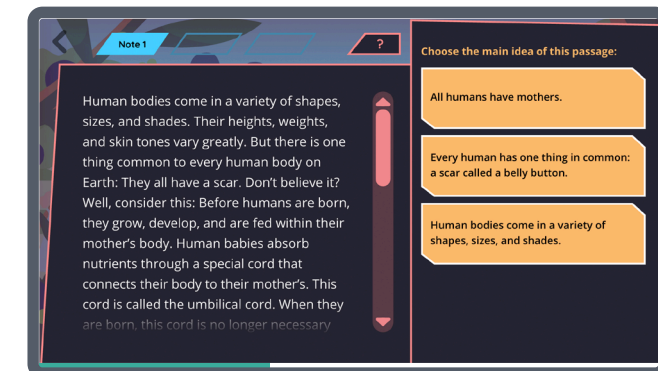 Note 1
?
Human bodies come in a variety of shapes,
sizes, and shades. Their heights, weights,
and skin tones vary greatly. But there is one
thing common to every human body on
Earth: They all have a scar. Don’t believe it?
Well, consider this: Before humans are born,
they grow, develop, and are fed within their
mother’s body. Human babies absorb
nutrients through a special cord that
connects their body to their mother’s. This
cord is called the umbilical cord. When they
are born, this cord is no longer necessary
Choose the main idea of this passage:
All humans have mothers.
Every human has one thing in common:
a scar called a belly button.
Human bodies come in a variety of
shapes, sizes, and shades.